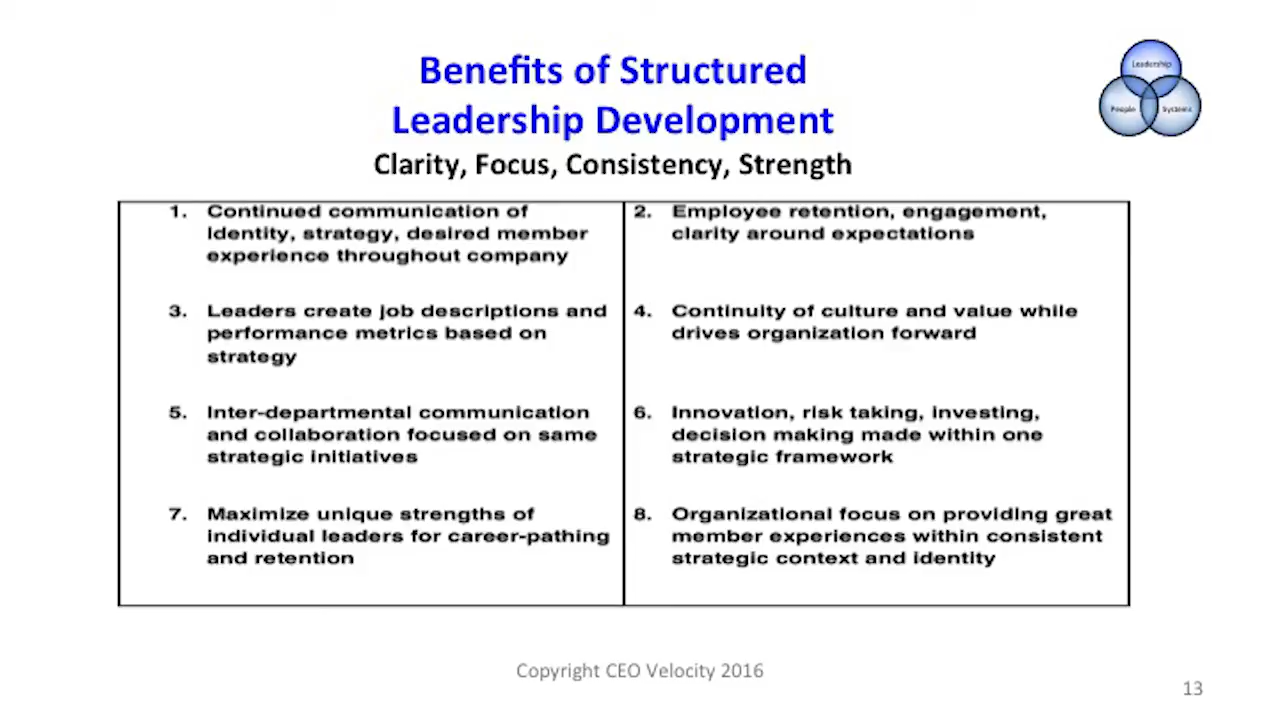 Benefits of Structured
Leadership Development
Clarity, Focus, Consistency, Strength
Leadership
People
Systems
1. Continued communication of
identity, strategy, desired member
experience throughout company
2. Employee retention, engagement,
clarity around expectations
3. Leaders create job descriptions and
performance metrics based on
strategy
4. Continuity of culture and value while
drives organization forward
5. Inter-departmental communication
and collaboration focused on same
strategic initiatives
6. Innovation, risk taking, investing,
decision making made within one
strategic framework
7. Maximize unique strengths of
individual leaders for career-pathing
and retention
8. Organizational focus on providing great
member experiences within consistent
strategic context and identity
Copyright CEO Velocity 2016
13